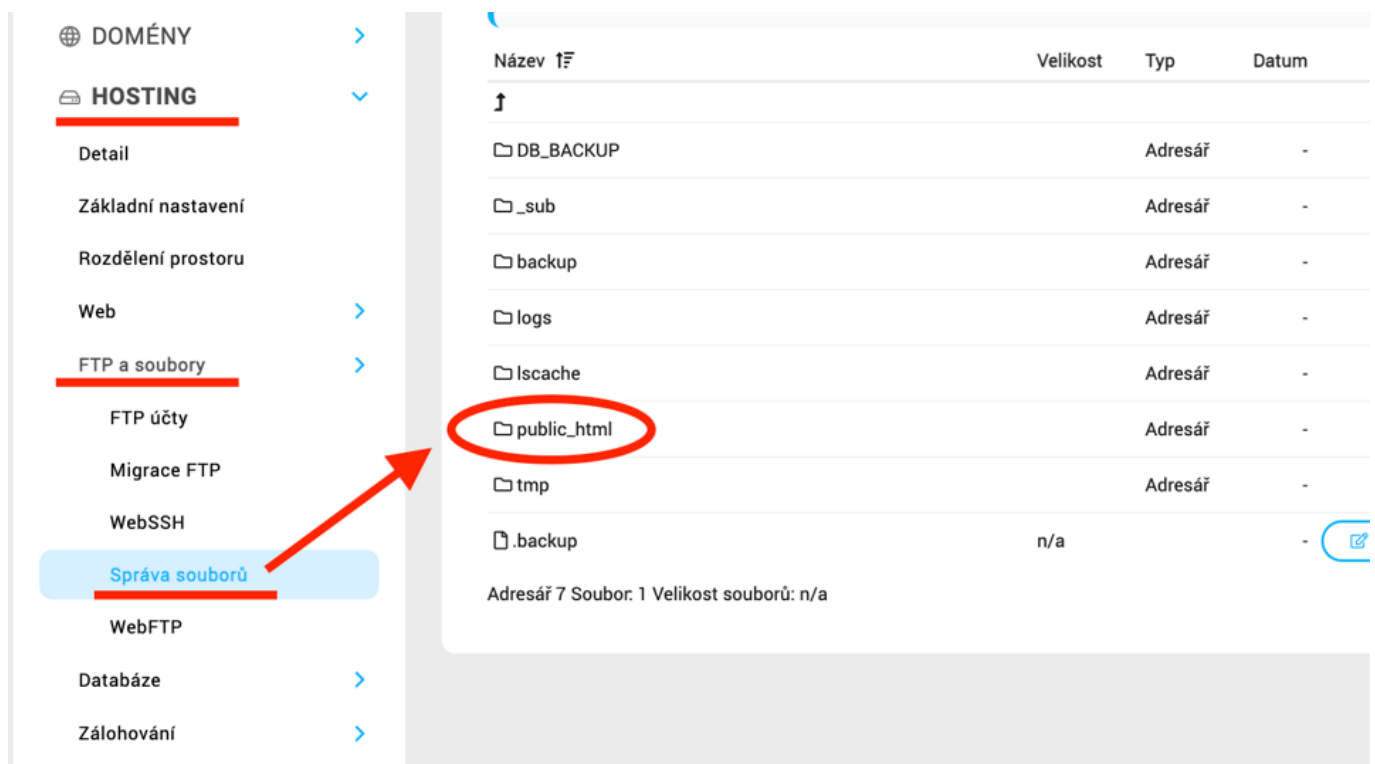 DOMÉNY
HOSTING
Detail
Základní nastavení
Rozdělení prostoru
Web
FTP a soubory
FTP účty
Migrace FTP
WebSSH
Správa souborů
WebFTP
Databáze
Zálohování
Název Velikost Typ Datum
DB_BACKUP Adresář -
_sub Adresář -
backup Adresář -
logs Adresář -
lscache Adresář -
public_html Adresář -
tmp Adresář -
.backup n/a -
Adresář 7 Soubor: 1 Velikost souborů: n/a